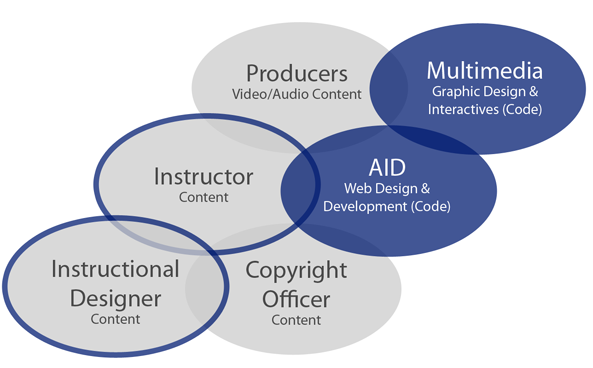 Producers
Video/Audio Content
Multimedia
Graphic Design &
Interactives (Code)
Instructor
Content
AID
Web Design &
Development (Code)
Instructional
Designer
Content
Copyright
Officer
Content